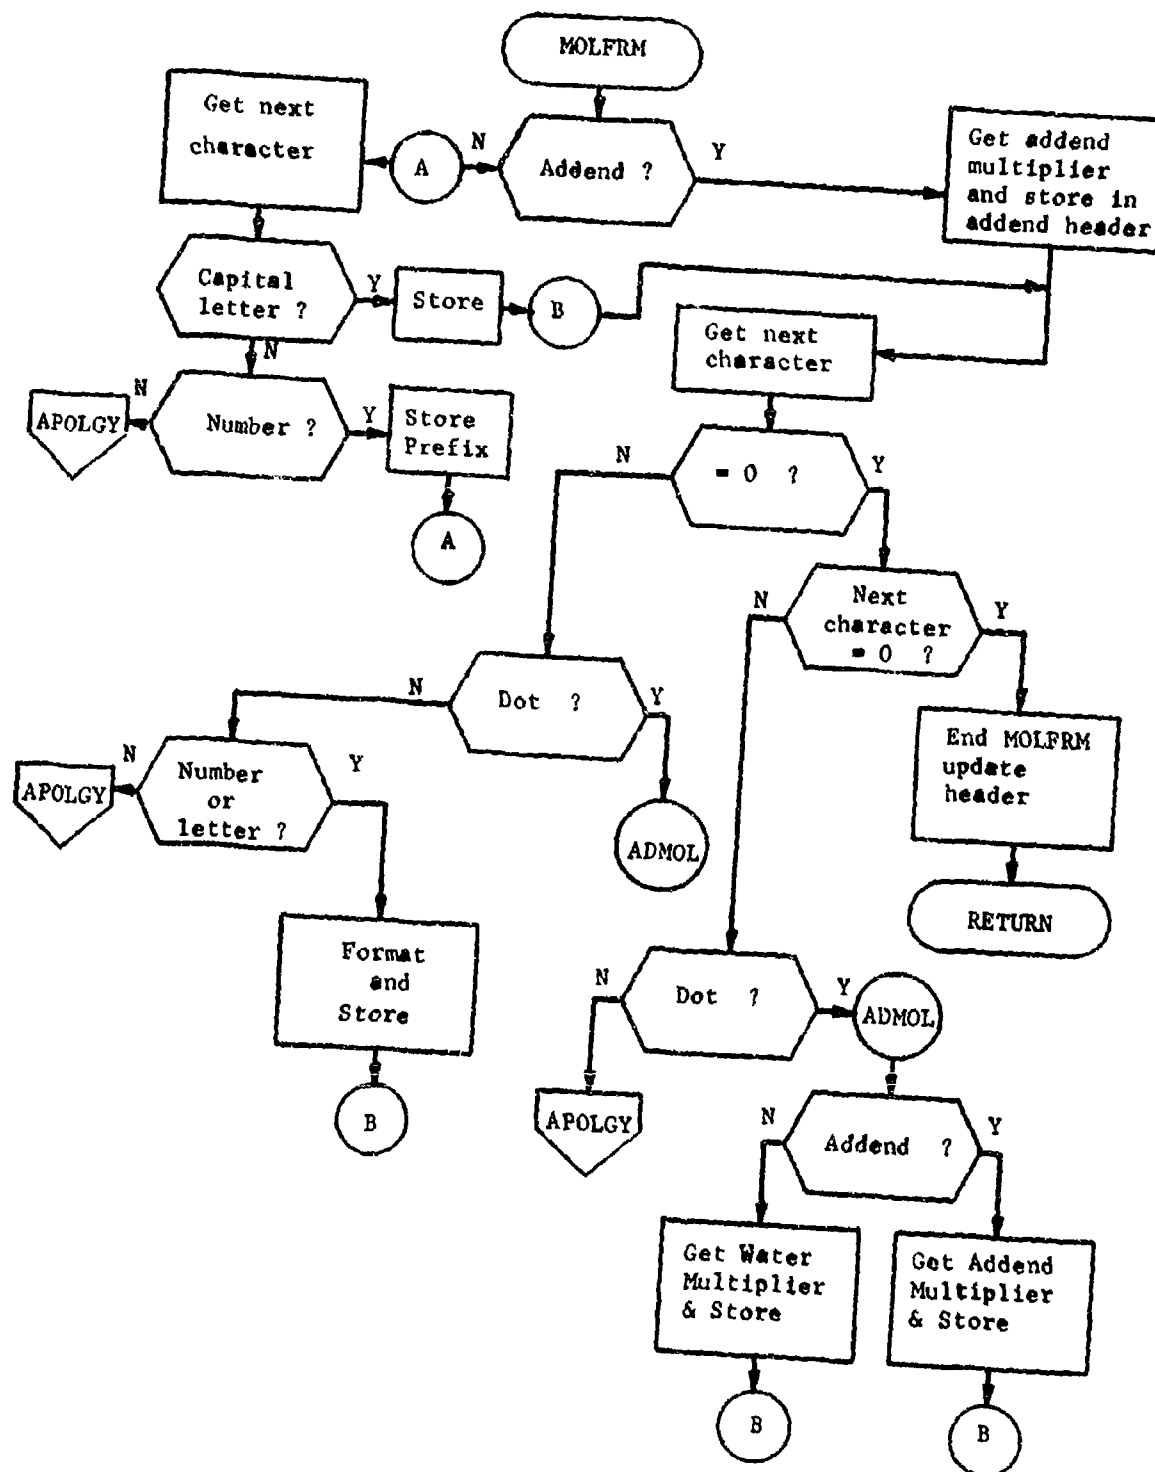 MOLFRM
Get next
character
A
N
Addend ?
Y
Get addend
multiplier
and store in
addend header
Capital
letter ?
Y
Store
B
N
Get next
character
N
APOLGY
Number ?
Y
Store
Prefix
A
N
= 0 ?
Y
N
Next
character
= 0 ?
Y
N
Dot ?
Y
ADMOL
N
APOLGY
Number
or
letter ?
Y
End MOLFRM
update
header
RETURN
Format
and
Store
B
N
Dot ?
Y
ADMOL
APOLGY
N
Addend ?
Y
Get Water
Multiplier
& Store
Get Addend
Multiplier
& Store
B
B